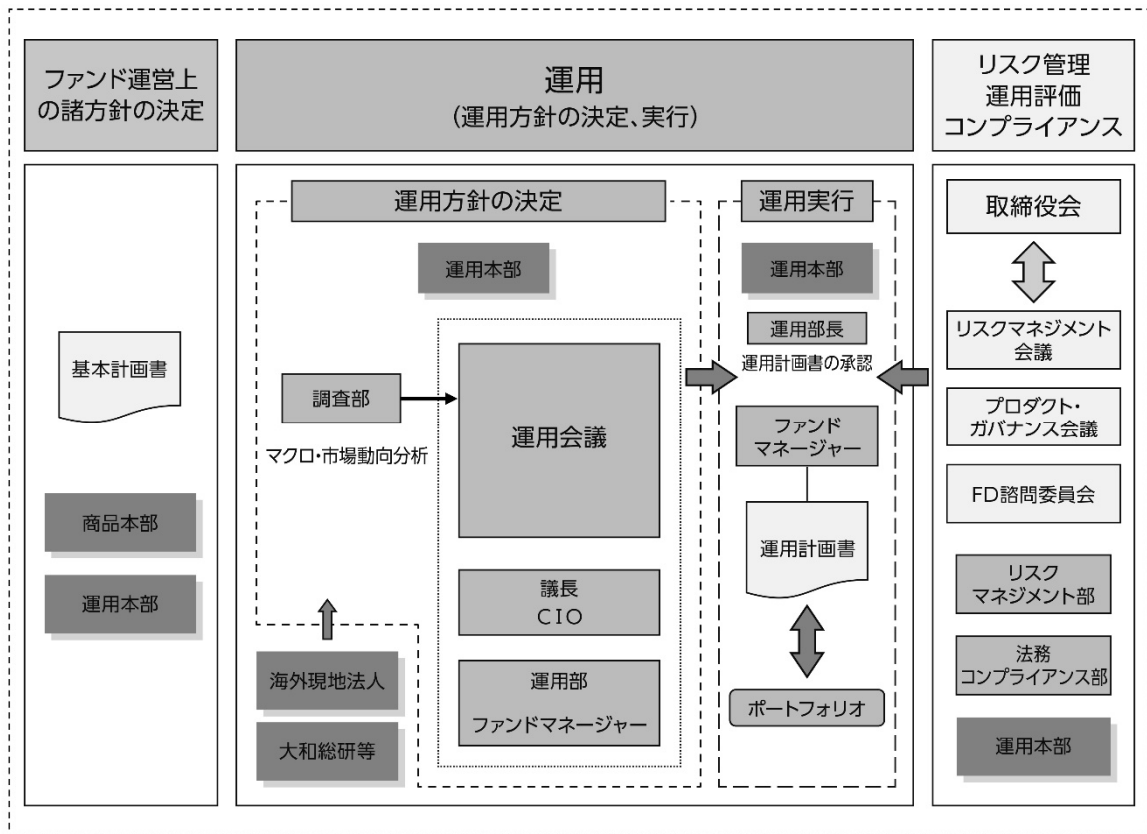 ファンド運営上
の諸方針の決定
基本計画書
商品本部
運用本部
運用
(運用方針の決定、実行)
運用方針の決定
運用本部
調査部
マクロ・市場動向分析
運用会議
議長
CIO
運用部
ファンドマネージャー
海外現地法人
大和総研等
運用実行
運用本部
運用部長
運用計画書の承認
ファンド
マネージャー
運用計画書
ポートフォリオ
リスク管理
運用評価
コンプライアンス
取締役会
リスクマネジメント
会議
プロダクト・
ガバナンス会議
FD諮問委員会
リスク
マネジメント部
法務
コンプライアンス部
運用本部